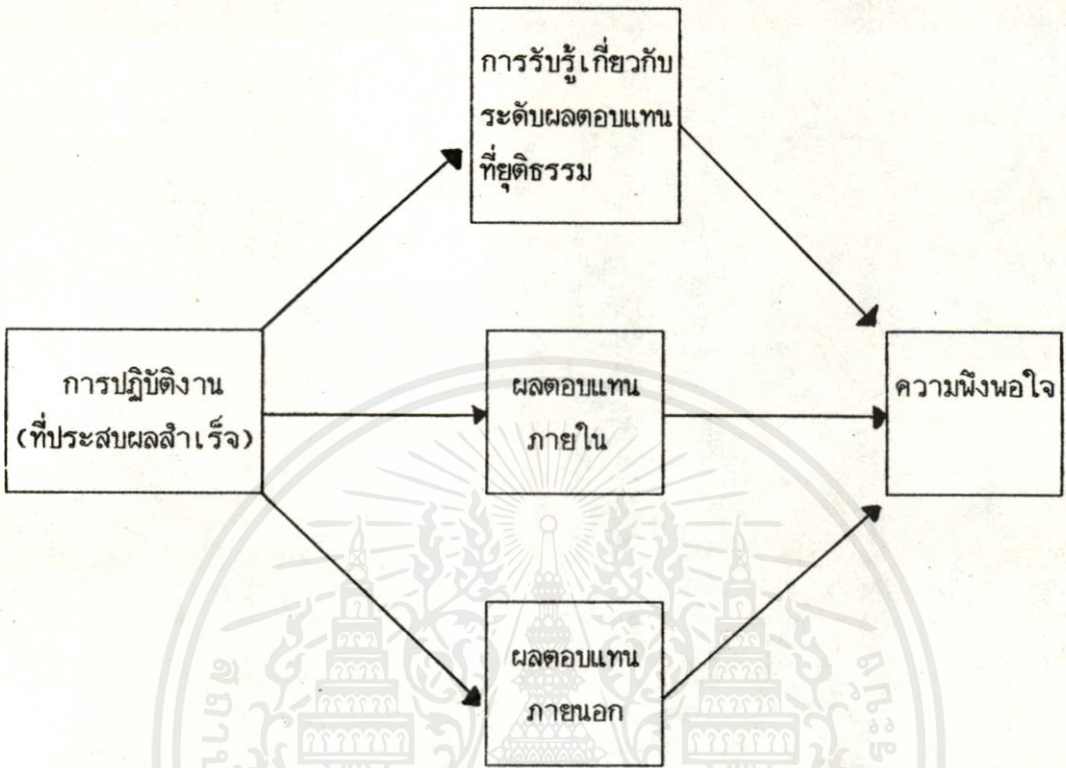 การรับรู้เกี่ยวกับ
ระดับผลตอบแทน
ที่ยุติธรรม
การปฏิบัติงาน
(ที่ประสบผลสำเร็จ)
ผลตอบแทน
ภายใน
ความพึงพอใจ
ผลตอบแทน
ภายนอก